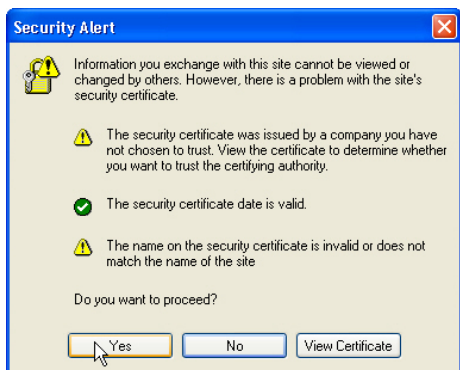 Security Alert
Information you exchange with this site cannot be viewed or
changed by others. However, there is a problem with the site's
security certificate.
The security certificate was issued by a company you have
not chosen to trust. View the certificate to determine whether
you want to trust the certifying authority.
The security certificate date is valid.
The name on the security certificate is invalid or does not
match the name of the site
Do you want to proceed?
Yes No View Certificate